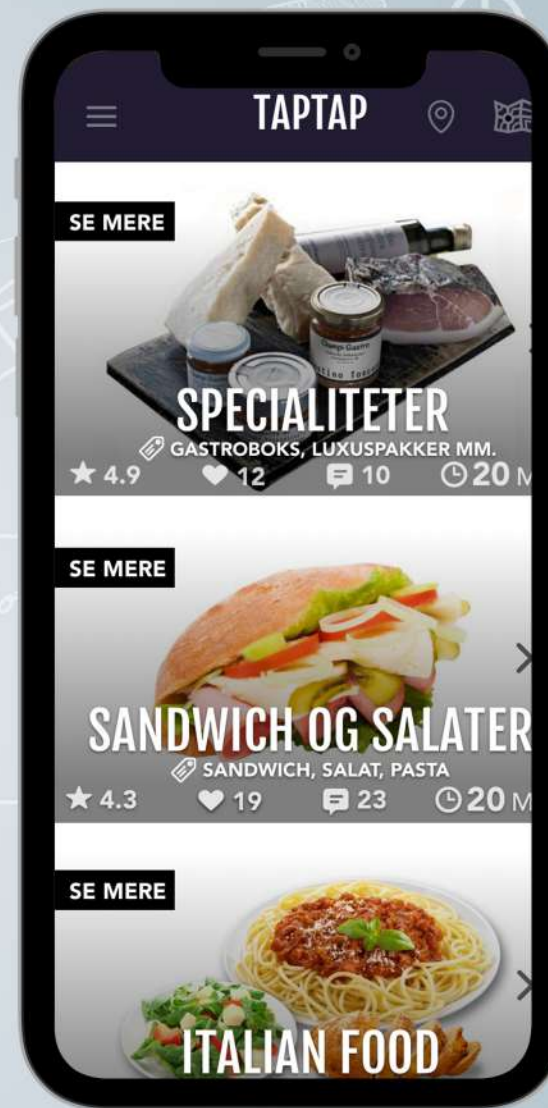 TAPTAP
SE MERE
SPECIALITETER
GASTROBOKS, LUXUSPAKKER MM.
4.9 12 10 20 M
SE MERE
SANDWICH OG SALATER
SANDWICH, SALAT, PASTA
4.3 19 23 20 M
SE MERE
ITALIAN FOOD